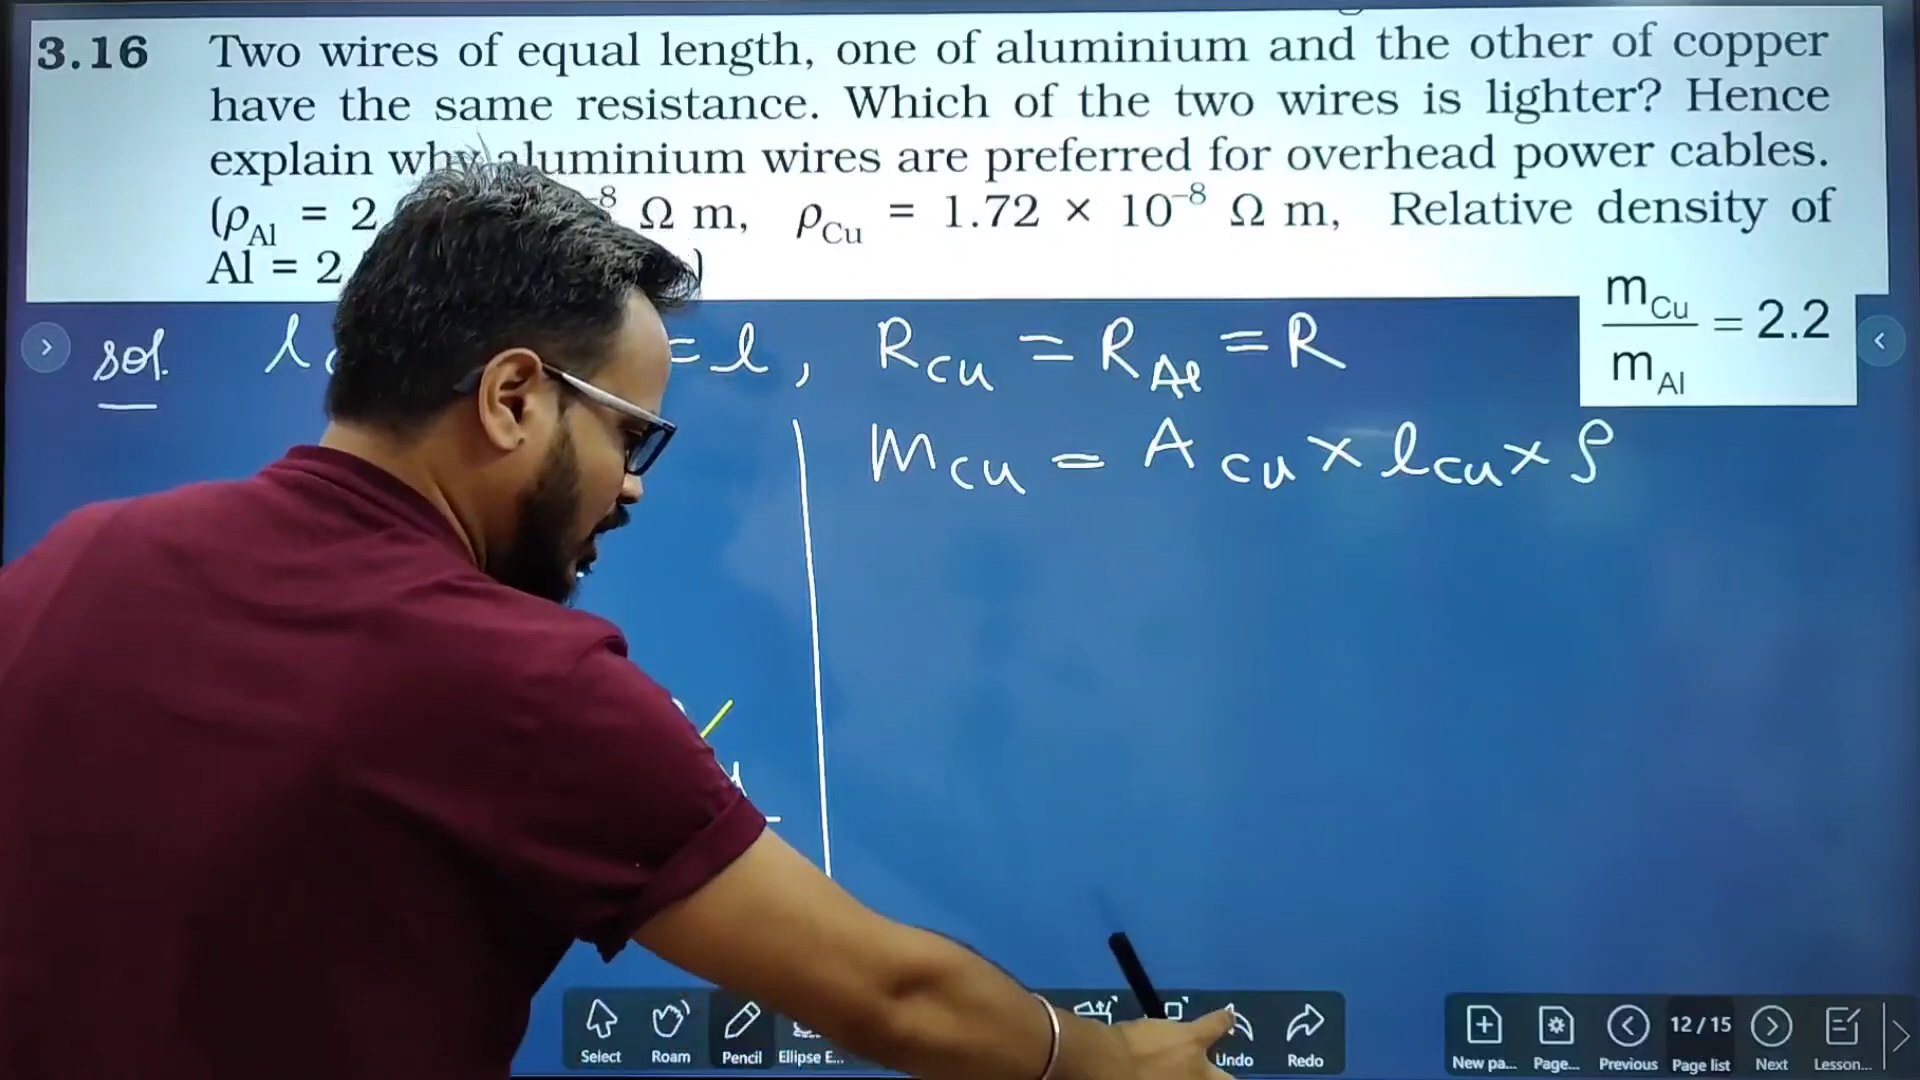 3.16 Two wires of equal length, one of aluminium and the other of copper
have the same resistance. Which of the two wires is lighter? Hence
explain why aluminium wires are preferred for overhead power cables.
(ρAl = 2 -8 Ω m, ρCu = 1.72 × 10-8 Ω m, Relative density of
Al = 2 )
mCu / mAl = 2.2
sol. l = l, RCu = RAl = R
mCu = ACu × lCu × ρ
Select
Roam
Pencil
Ellipse E...
Undo
Redo
New pa...
Page...
Previous
12/15
Page list
Next
Lesson...